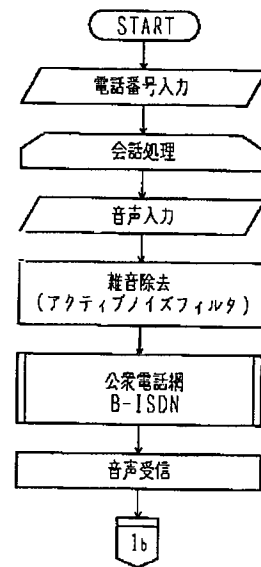 START
電話番号入力
会話処理
音声入力
雑音除去
(アクティブノイズフィルタ)
公衆電話網
B-ISDN
音声受信
1b